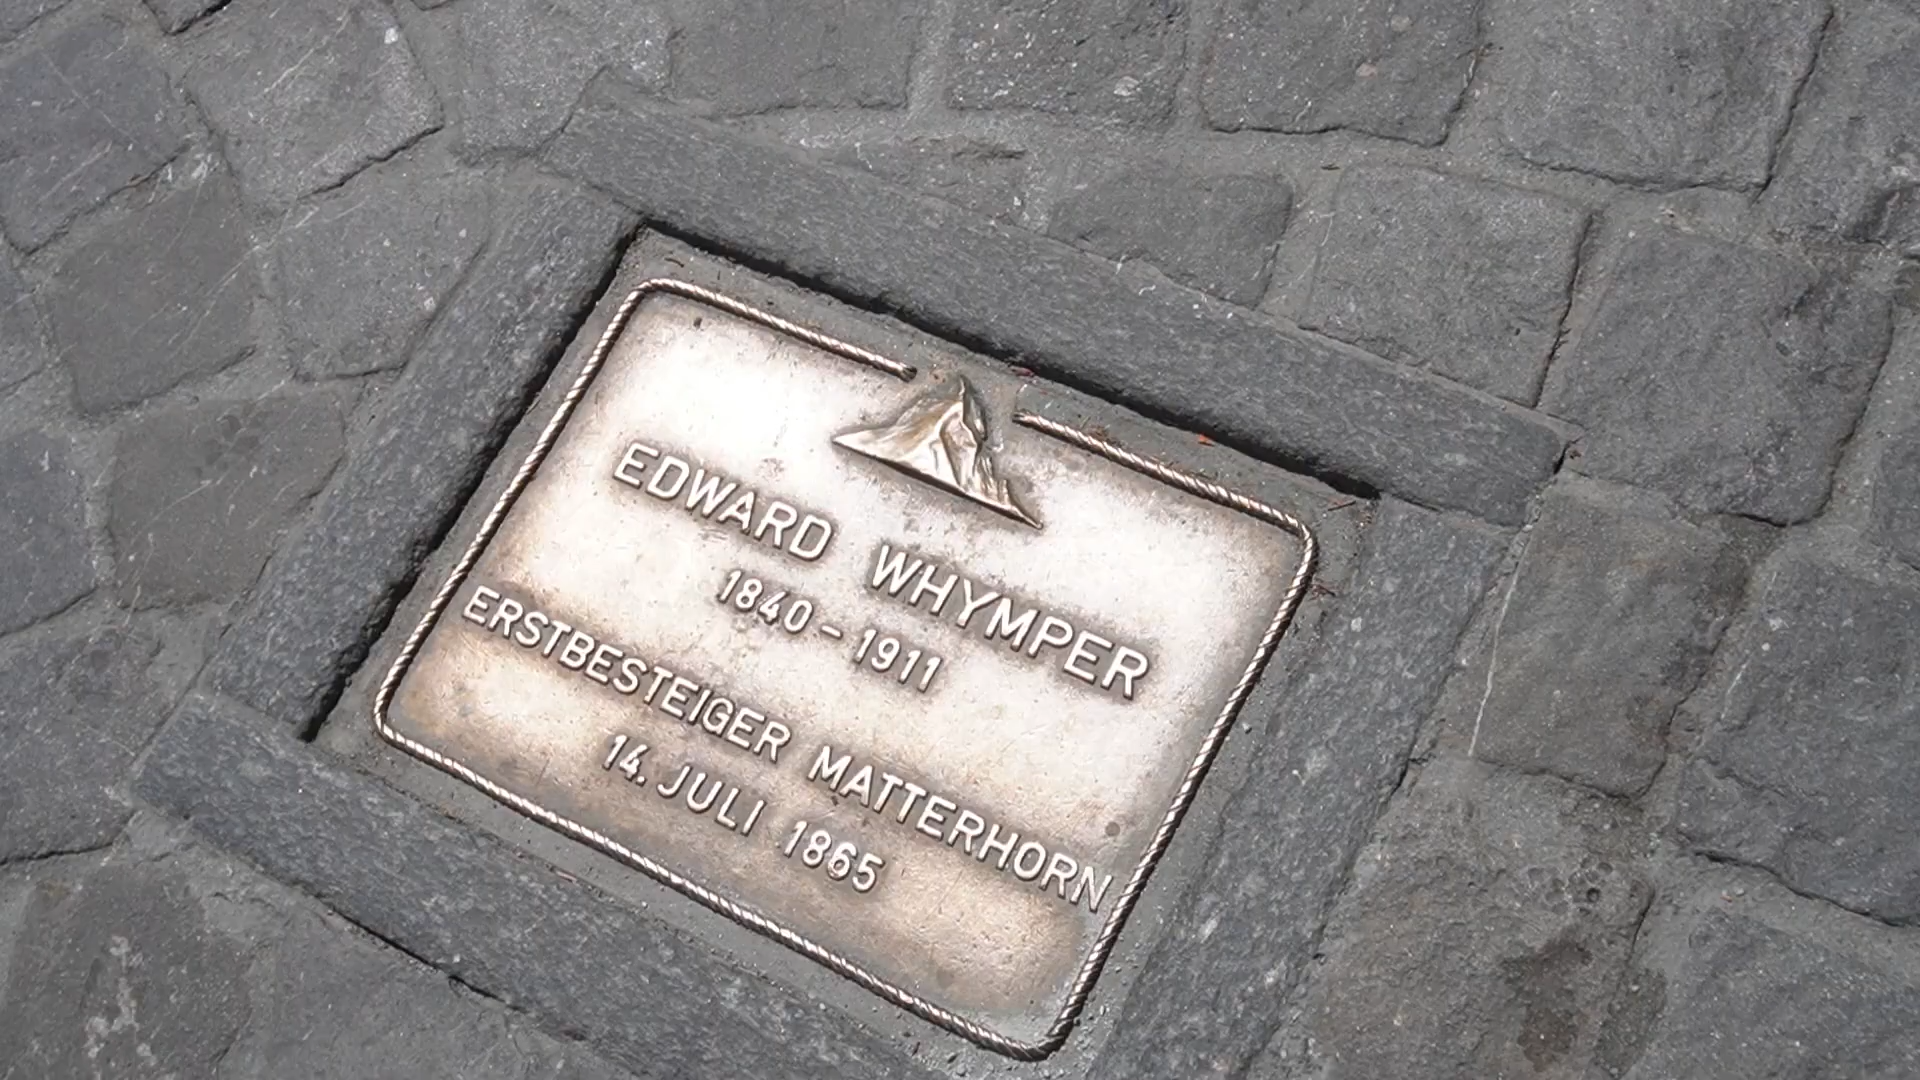 EDWARD WHYMPER
1840 - 1911
ERSTBESTEIGER MATTERHORN
14. JULI 1865